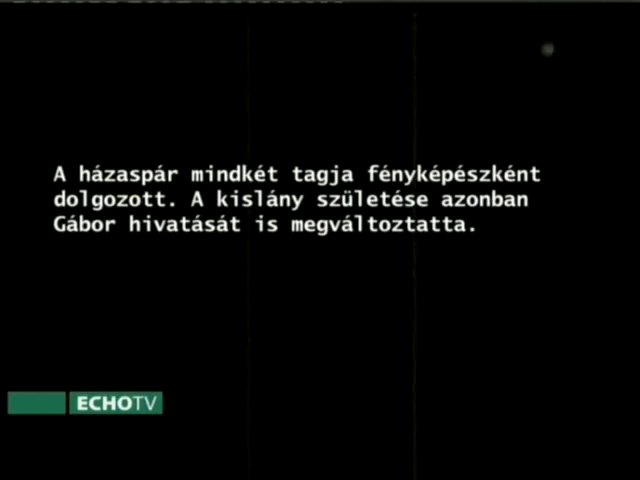 A házaspár mindkét tagja fényképészként
dolgozott. A kislány születése azonban
Gábor hivatását is megváltoztatta.
ECHOTV